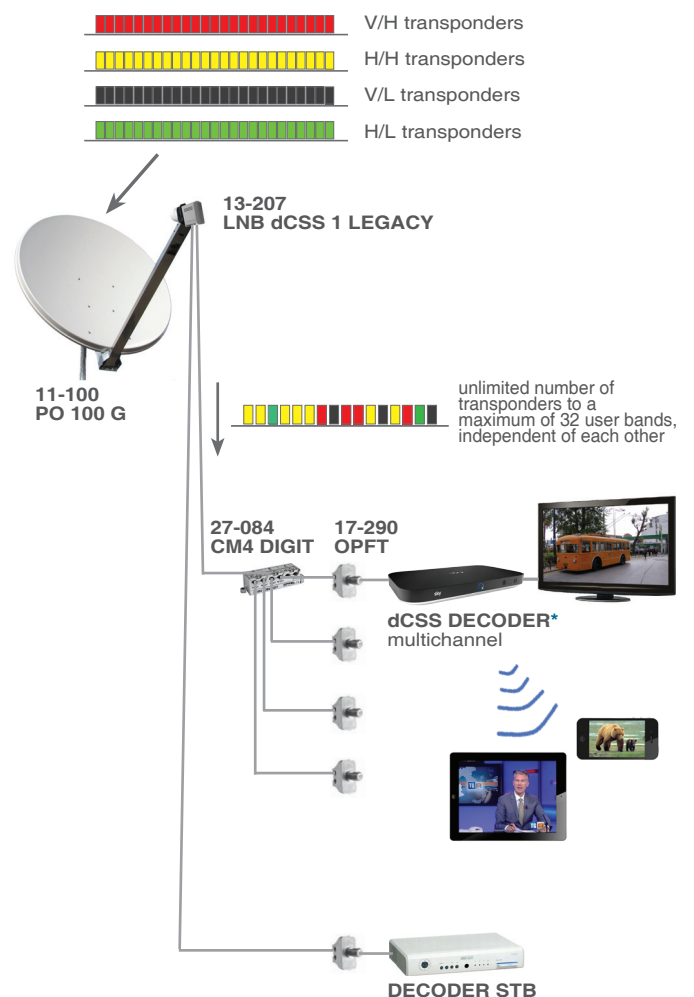 V/H transponders
H/H transponders
V/L transponders
H/L transponders
13-207
LNB dCSS 1 LEGACY
11-100
PO 100 G
unlimited number of
transponders to a
maximum of 32 user bands,
independent of each other
27-084
CM4 DIGIT
17-290
OPFT
sky
dCSS DECODER*
multichannel
DECODER STB